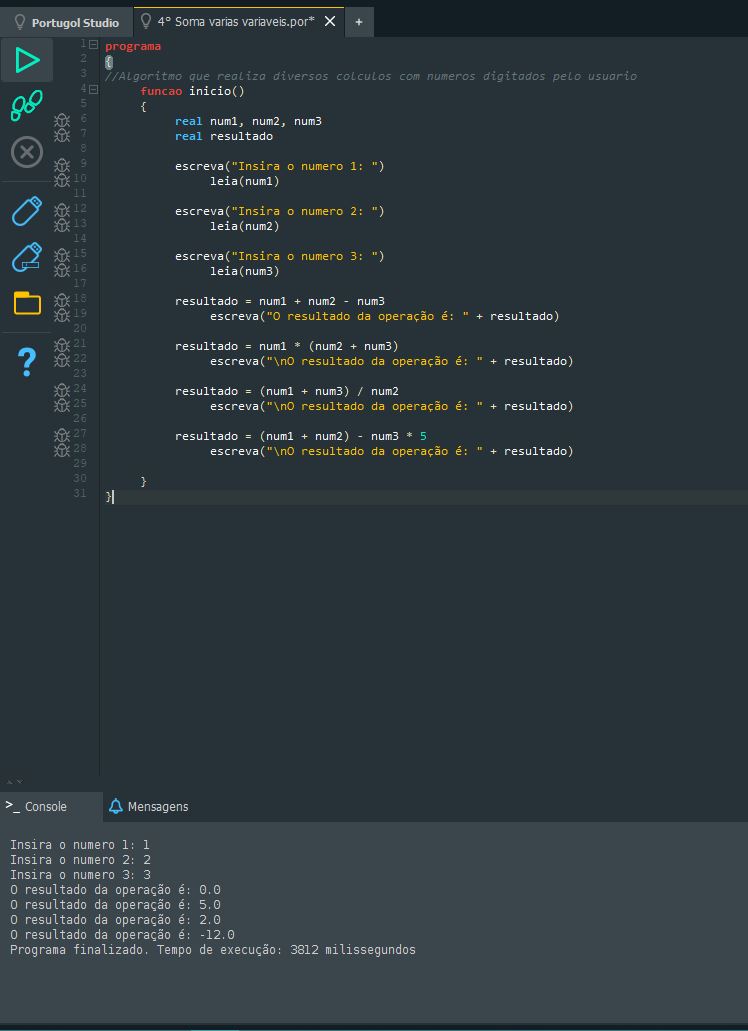 Portugol Studio
4° Soma varias variaveis.por*
+
1 programa
2 {
3 //Algoritmo que realiza diversos colculos com numeros digitados pelo usuario
4 funcao inicio()
5 {
6 real num1, num2, num3
7 real resultado
8
9 escreva("Insira o numero 1: ")
10 leia(num1)
11
12 escreva("Insira o numero 2: ")
13 leia(num2)
14
15 escreva("Insira o numero 3: ")
16 leia(num3)
17
18 resultado = num1 + num2 - num3
19 escreva("O resultado da operação é: " + resultado)
20
21 resultado = num1 * (num2 + num3)
22 escreva("\nO resultado da operação é: " + resultado)
23
24 resultado = (num1 + num3) / num2
25 escreva("\nO resultado da operação é: " + resultado)
26
27 resultado = (num1 + num2) - num3 * 5
28 escreva("\nO resultado da operação é: " + resultado)
29
30 }
31 }
>_ Console
Mensagens
Insira o numero 1: 1
Insira o numero 2: 2
Insira o numero 3: 3
O resultado da operação é: 0.0
O resultado da operação é: 5.0
O resultado da operação é: 2.0
O resultado da operação é: -12.0
Programa finalizado. Tempo de execução: 3812 milissegundos